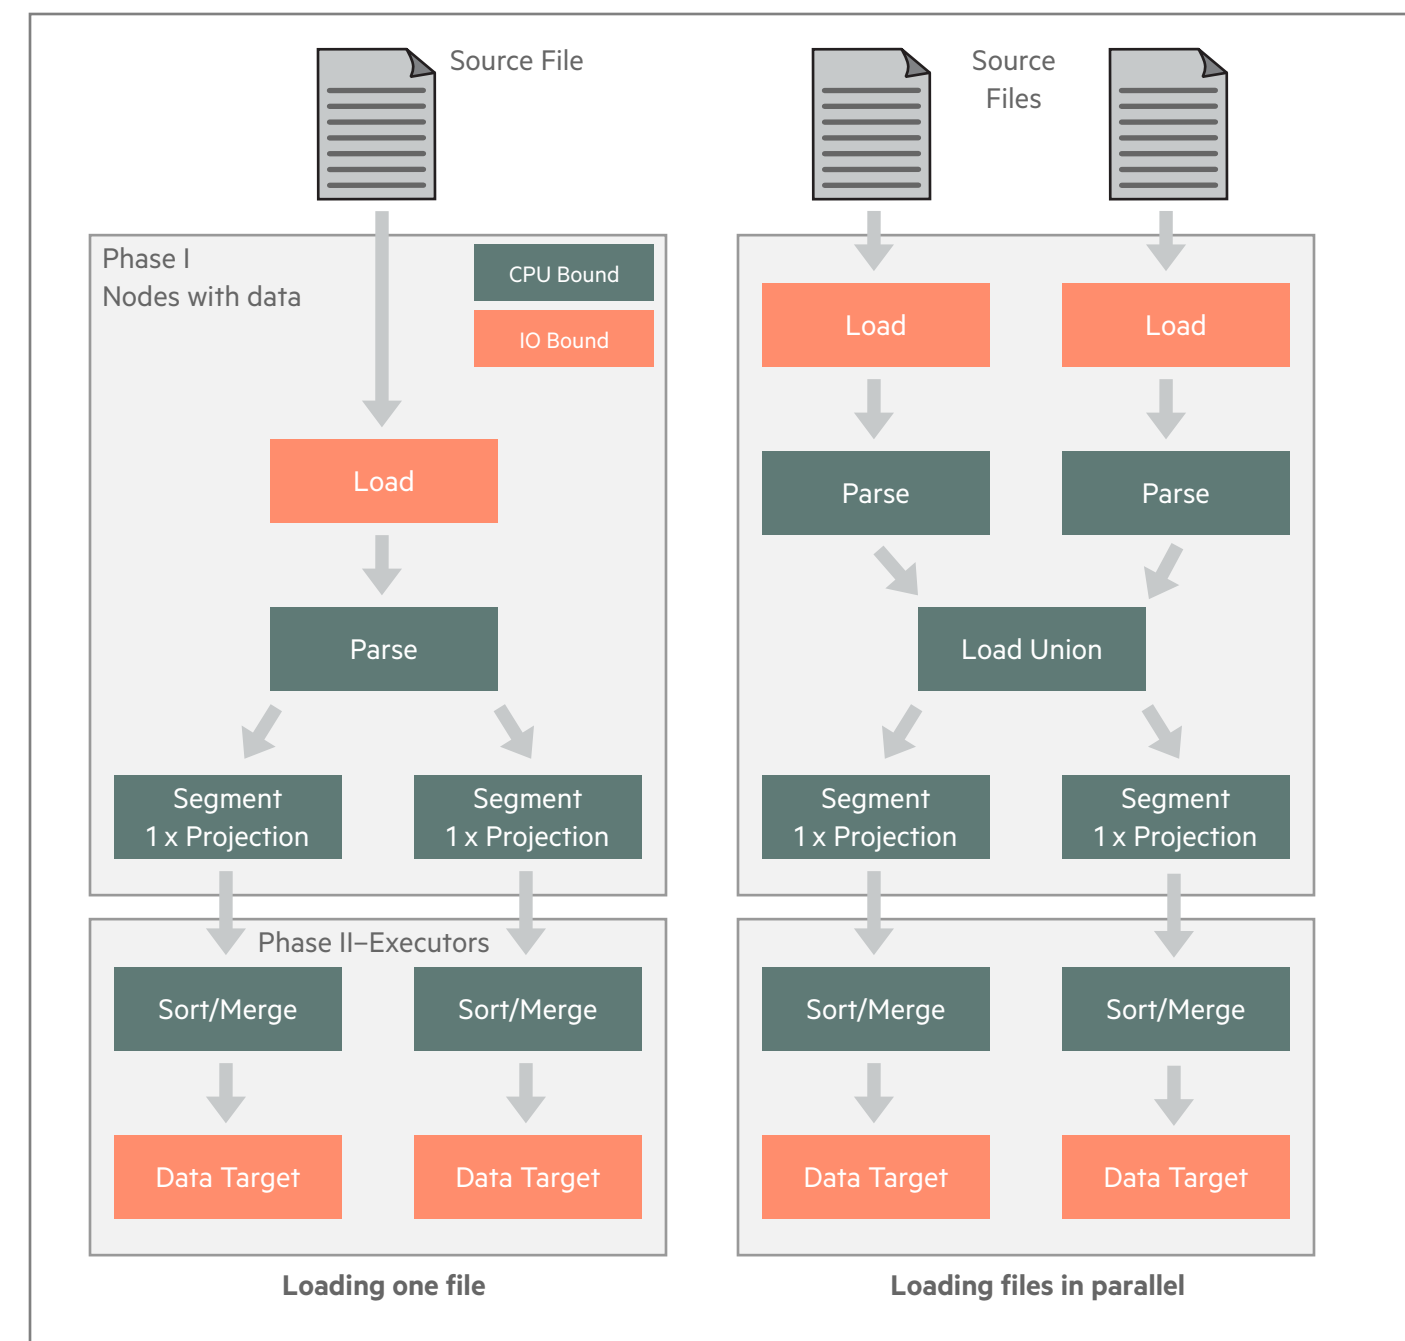 Source File
Phase I
Nodes with data
CPU Bound
IO Bound
Load
Parse
Segment
1 x Projection
Segment
1 x Projection
Phase II–Executors
Sort/Merge
Sort/Merge
Data Target
Data Target
Loading one file
Source
Files
Load
Load
Parse
Parse
Load Union
Segment
1 x Projection
Segment
1 x Projection
Sort/Merge
Sort/Merge
Data Target
Data Target
Loading files in parallel